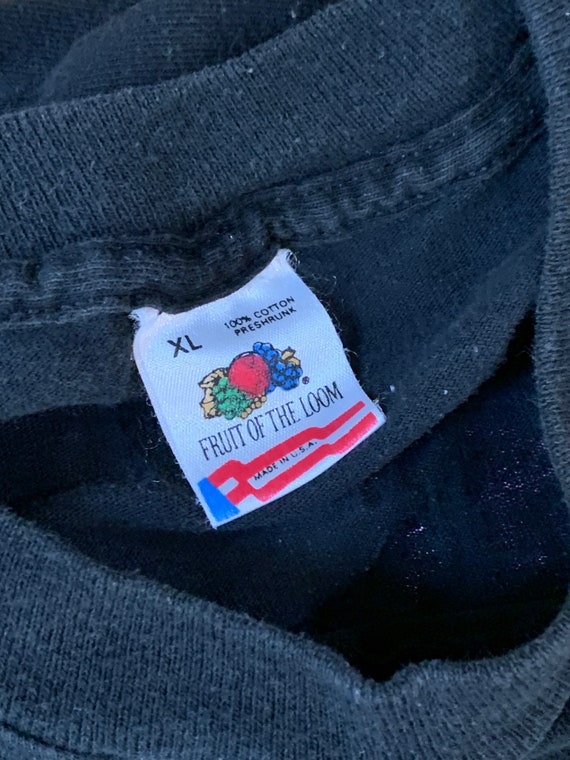 XL
100% COTTON
PRESHRUNK
®
FRUIT OF THE LOOM
MADE IN U.S.A.